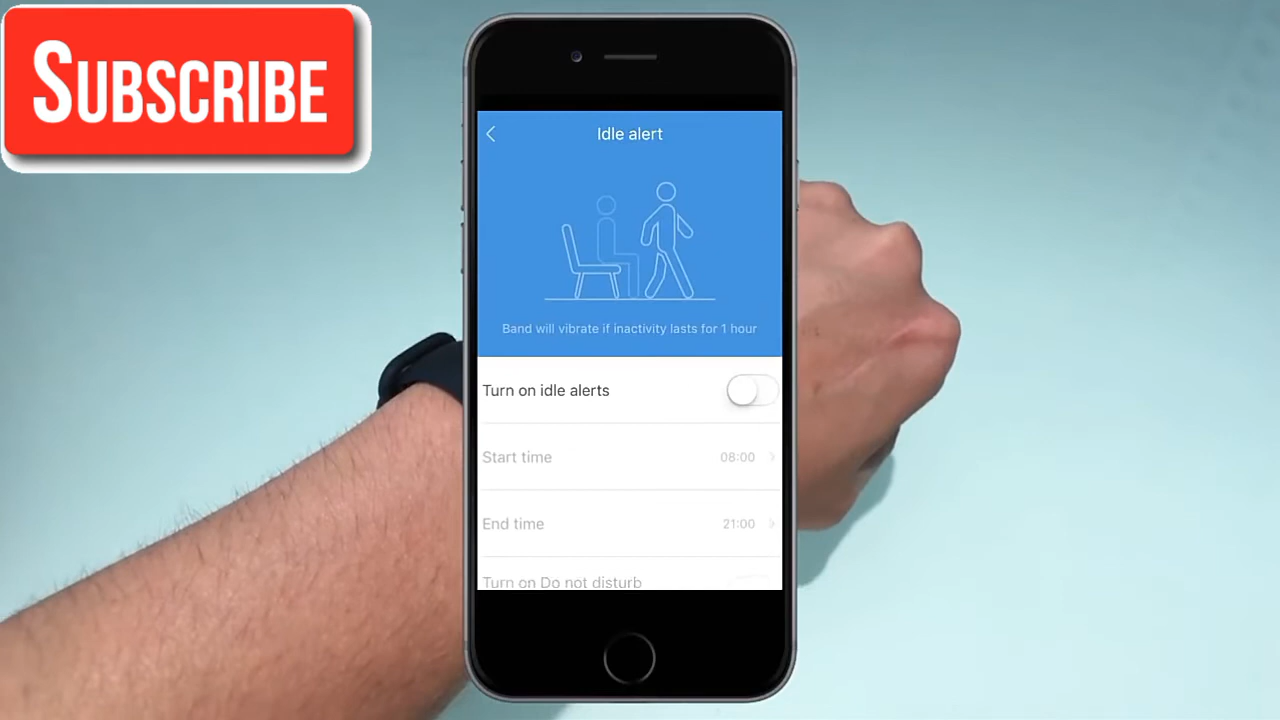 SUBSCRIBE
Idle alert
Band will vibrate if inactivity lasts for 1 hour
Turn on idle alerts
Start time 08:00
End time 21:00
Turn on Do not disturb